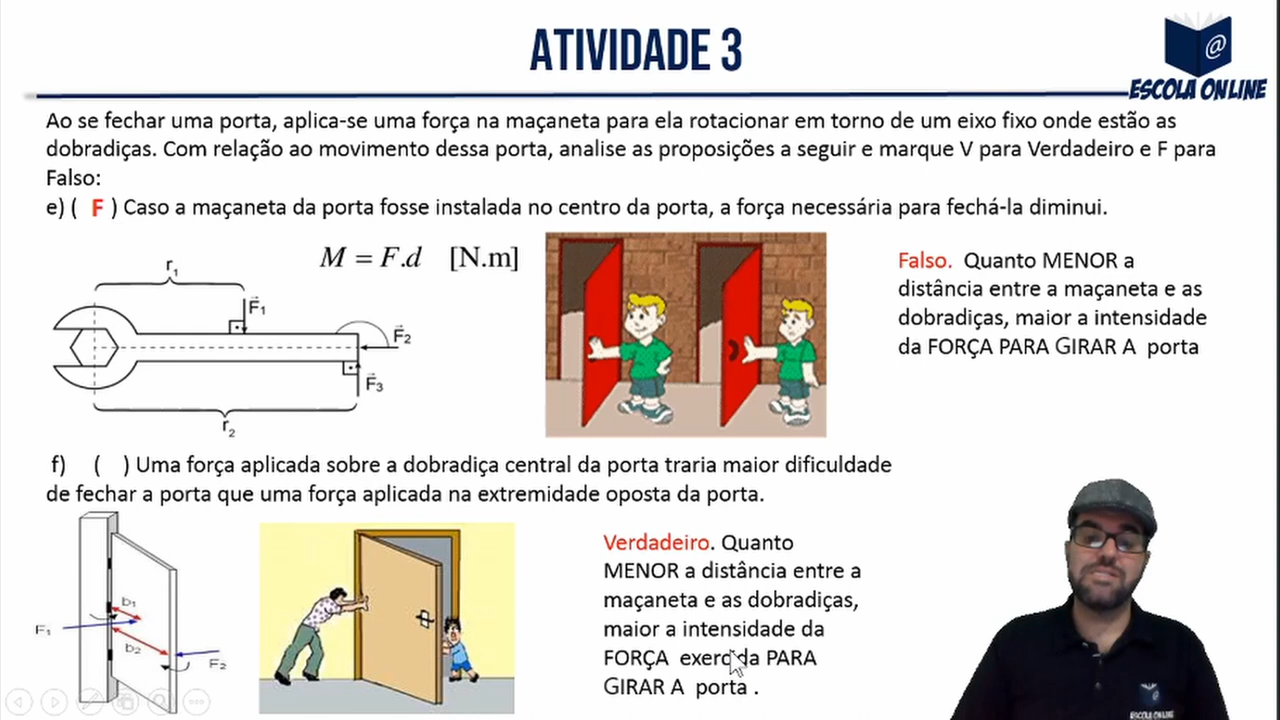 ATIVIDADE 3
@
ESCOLA ONLINE
Ao se fechar uma porta, aplica-se uma força na maçaneta para ela rotacionar em torno de um eixo fixo onde estão as
dobradiças. Com relação ao movimento dessa porta, analise as proposições a seguir e marque V para Verdadeiro e F para
Falso:
e) ( F ) Caso a maçaneta da porta fosse instalada no centro da porta, a força necessária para fechá-la diminui.
M = F.d [N.m]
r1
F1
F2
F3
r2
Falso. Quanto MENOR a
distância entre a maçaneta e as
dobradiças, maior a intensidade
da FORÇA PARA GIRAR A porta
f) ( ) Uma força aplicada sobre a dobradiça central da porta traria maior dificuldade
de fechar a porta que uma força aplicada na extremidade oposta da porta.
b1
F1
b2
F2
Verdadeiro. Quanto
MENOR a distância entre a
maçaneta e as dobradiças,
maior a intensidade da
FORÇA exercida PARA
GIRAR A porta .
ESCOLA ONLINE